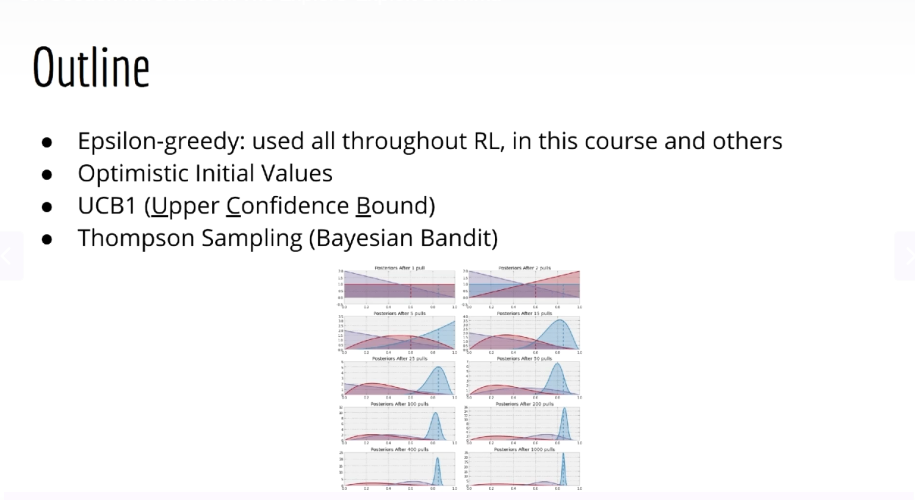 Outline
● Epsilon-greedy: used all throughout RL, in this course and others
● Optimistic Initial Values
● UCB1 (Upper Confidence Bound)
● Thompson Sampling (Bayesian Bandit)
Posteriors After 1 pull
Posteriors After 2 pulls
Posteriors After 5 pulls
Posteriors After 15 pulls
Posteriors After 25 pulls
Posteriors After 50 pulls
Posteriors After 100 pulls
Posteriors After 200 pulls
Posteriors After 400 pulls
Posteriors After 1000 pulls